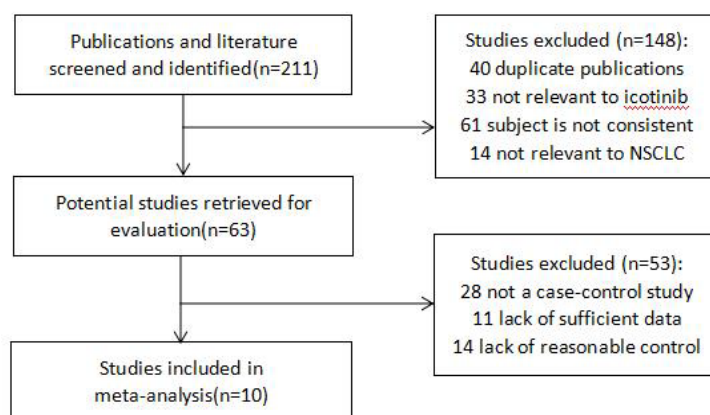 Publications and literature
screened and identified(n=211)
Studies excluded (n=148):
40 duplicate publications
33 not relevant to icotinib
61 subject is not consistent
14 not relevant to NSCLC
Potential studies retrieved for
evaluation(n=63)
Studies excluded (n=53):
28 not a case-control study
11 lack of sufficient data
14 lack of reasonable control
Studies included in
meta-analysis(n=10)